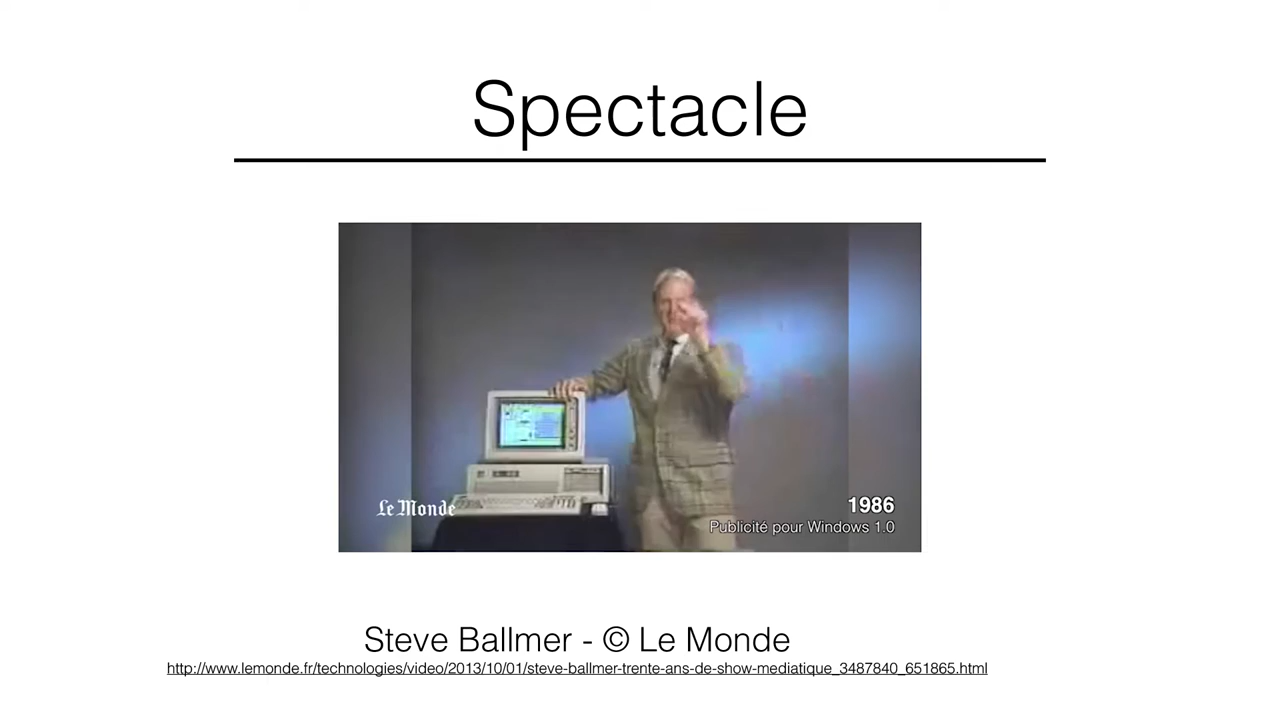 Spectacle
Le Monde
1986
Publicité pour Windows 1.0
Steve Ballmer - © Le Monde
http://www.lemonde.fr/technologies/video/2013/10/01/steve-ballmer-trente-ans-de-show-mediatique_3487840_651865.html